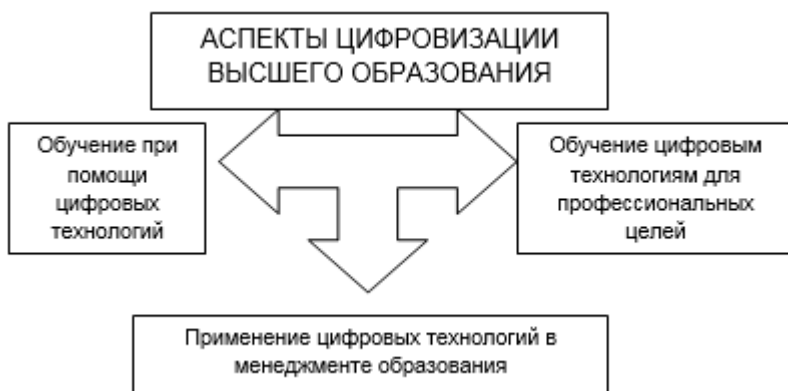 АСПЕКТЫ ЦИФРОВИЗАЦИИ
ВЫСШЕГО ОБРАЗОВАНИЯ
Обучение при
помощи
цифровых
технологий
Обучение цифровым
технологиям для
профессиональных
целей
Применение цифровых технологий в
менеджменте образования